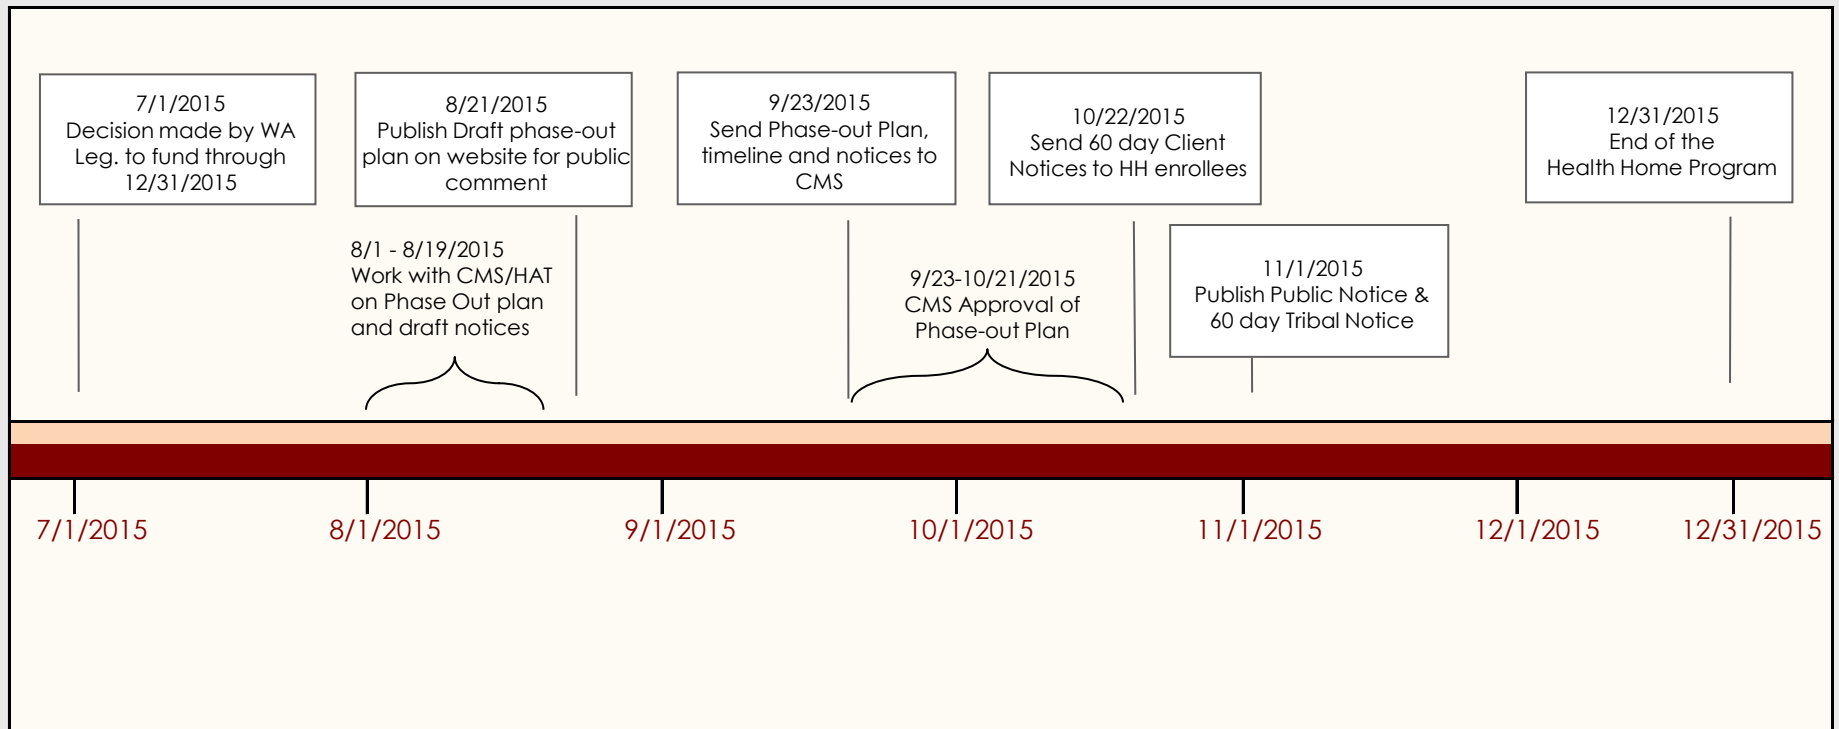 7/1/2015
Decision made by WA
Leg. to fund through
12/31/2015
8/21/2015
Publish Draft phase-out
plan on website for public
comment
9/23/2015
Send Phase-out Plan,
timeline and notices to
CMS
10/22/2015
Send 60 day Client
Notices to HH enrollees
12/31/2015
End of the
Health Home Program
8/1 - 8/19/2015
Work with CMS/HAT
on Phase Out plan
and draft notices
9/23-10/21/2015
CMS Approval of
Phase-out Plan
11/1/2015
Publish Public Notice &
60 day Tribal Notice
7/1/2015
8/1/2015
9/1/2015
10/1/2015
11/1/2015
12/1/2015
12/31/2015